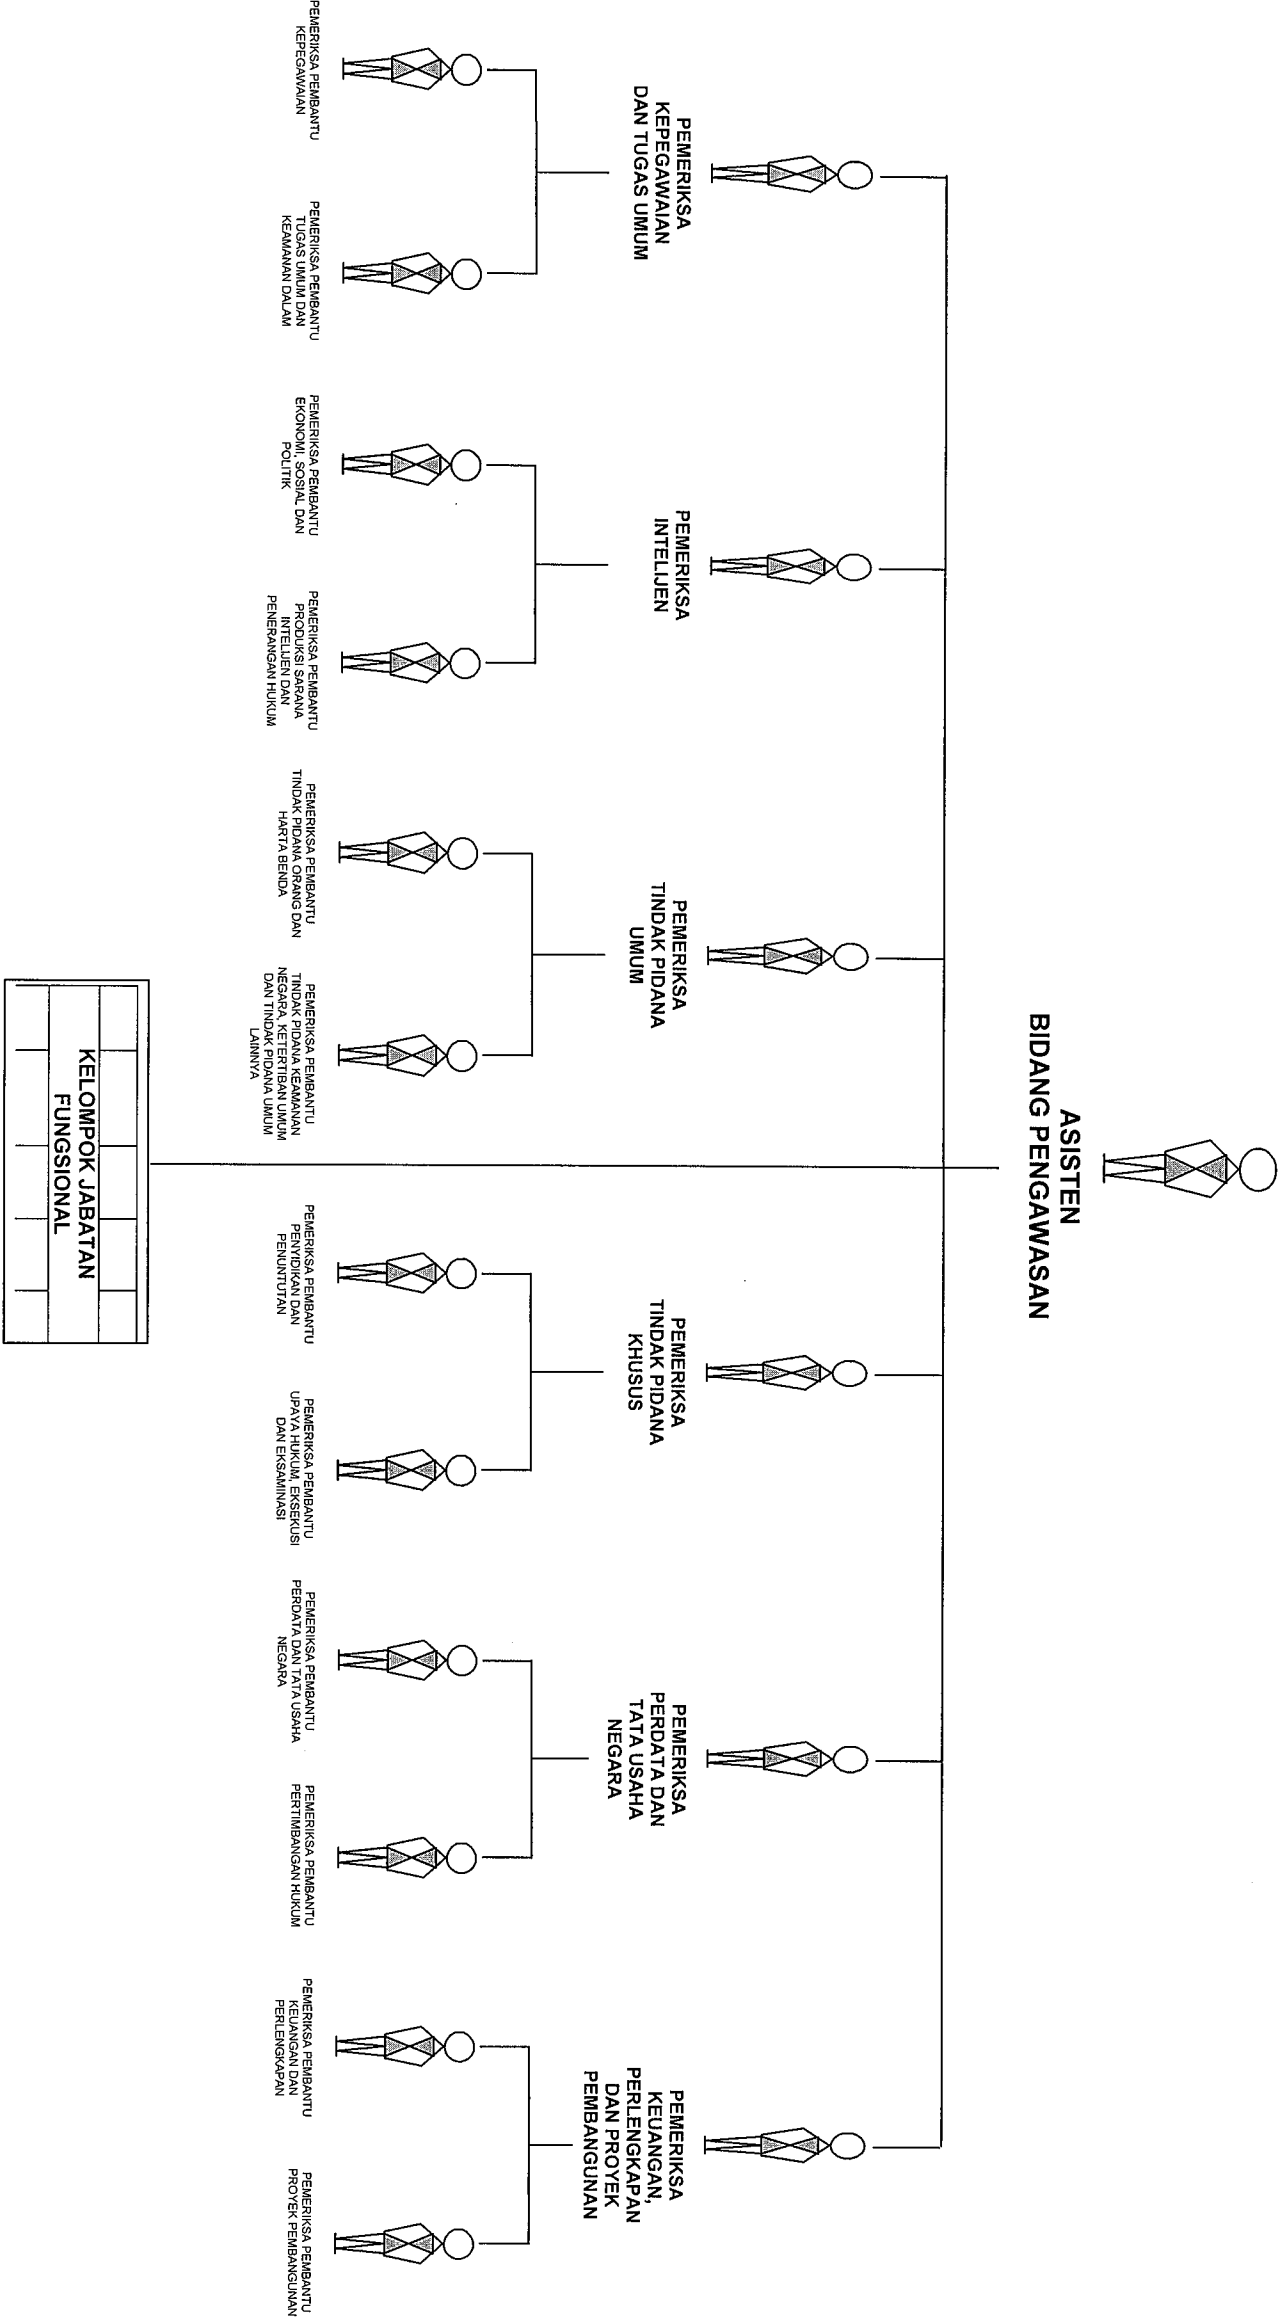 ASISTEN
BIDANG PENGAWASAN
PEMERIKSA
KEPEGAWAIAN
DAN TUGAS UMUM
PEMERIKSA
INTELIJEN
PEMERIKSA
TINDAK PIDANA
UMUM
PEMERIKSA
TINDAK PIDANA
KHUSUS
PEMERIKSA
PERDATA DAN
TATA USAHA
NEGARA
PEMERIKSA
KEUANGAN,
PERLENGKAPAN
DAN PROYEK
PEMBANGUNAN
PEMERIKSA PEMBANTU
KEPEGAWAIAN
PEMERIKSA PEMBANTU
TUGAS UMUM DAN
KEAMANAN DALAM
PEMERIKSA PEMBANTU
EKONOMI, SOSIAL DAN
POLITIK
PEMERIKSA PEMBANTU
PRODUKSI SARANA
INTELIJEN DAN
PENERANGAN HUKUM
PEMERIKSA PEMBANTU
TINDAK PIDANA ORANG DAN
HARTA BENDA
PEMERIKSA PEMBANTU
TINDAK PIDANA KEAMANAN
NEGARA, KETERTIBAN UMUM
DAN TINDAK PIDANA UMUM
LAINNYA
PEMERIKSA PEMBANTU
PENYIDIKAN DAN
PENUNTUTAN
PEMERIKSA PEMBANTU
UPAYA HUKUM, EKSEKUSI
DAN EKSAMINASI
PEMERIKSA PEMBANTU
PERDATA DAN TATA USAHA
NEGARA
PEMERIKSA PEMBANTU
PERTIMBANGAN HUKUM
PEMERIKSA PEMBANTU
KEUANGAN DAN
PERLENGKAPAN
PEMERIKSA PEMBANTU
PROYEK PEMBANGUNAN
KELOMPOK JABATAN
FUNGSIONAL